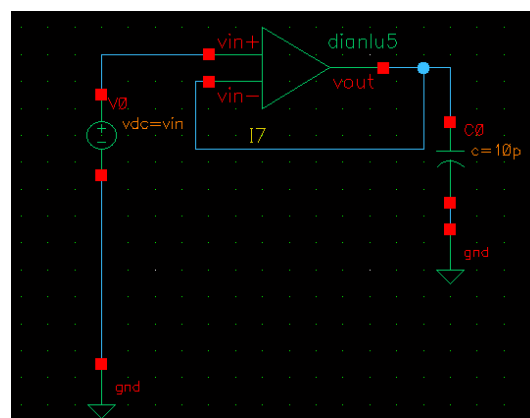 vin+
dianlu5
vin-
vout
V0
vdc=vin
I7
C0
c=10p
gnd
gnd